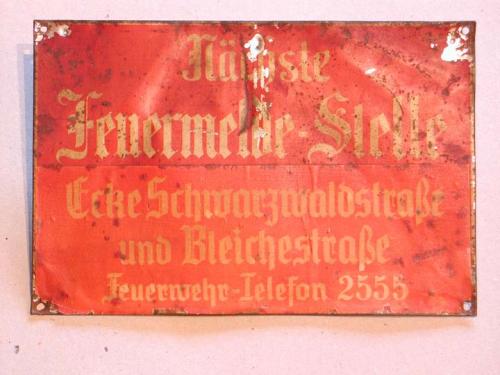 Nächste
Feuermelde-Stelle
Ecke Schwarzwaldstraße
und Bleichestraße
Feuerwehr-Telefon 2555